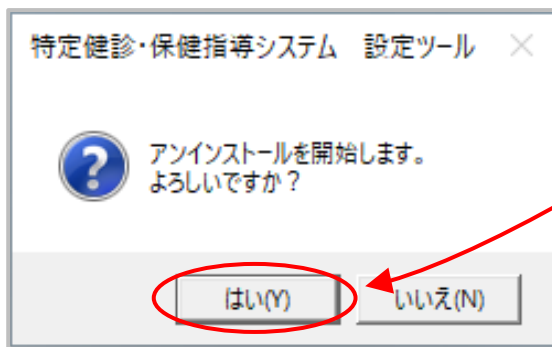 特定健診・保健指導システム　設定ツール
アンインストールを開始します。
よろしいですか？
はい(Y)
いいえ(N)